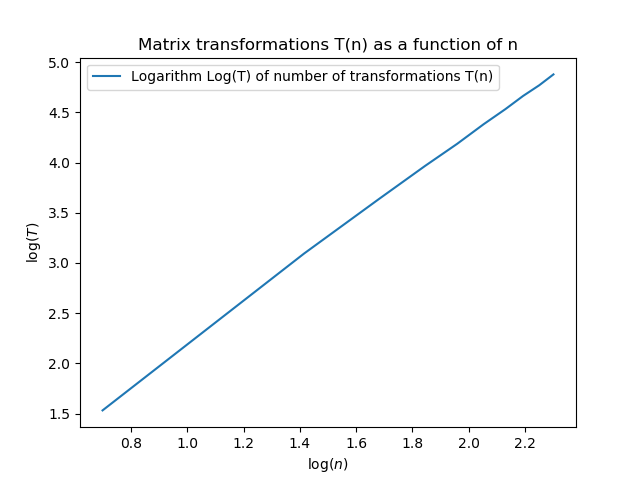 Matrix transformations T(n) as a function of n
Logarithm Log(T) of number of transformations T(n)
5.0
4.5
4.0
3.5
3.0
2.5
2.0
1.5
log(T)
0.8 1.0 1.2 1.4 1.6 1.8 2.0 2.2
log(n)